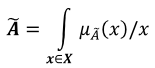 Ã = ∫ μ_Ã(x)/x
x∈X